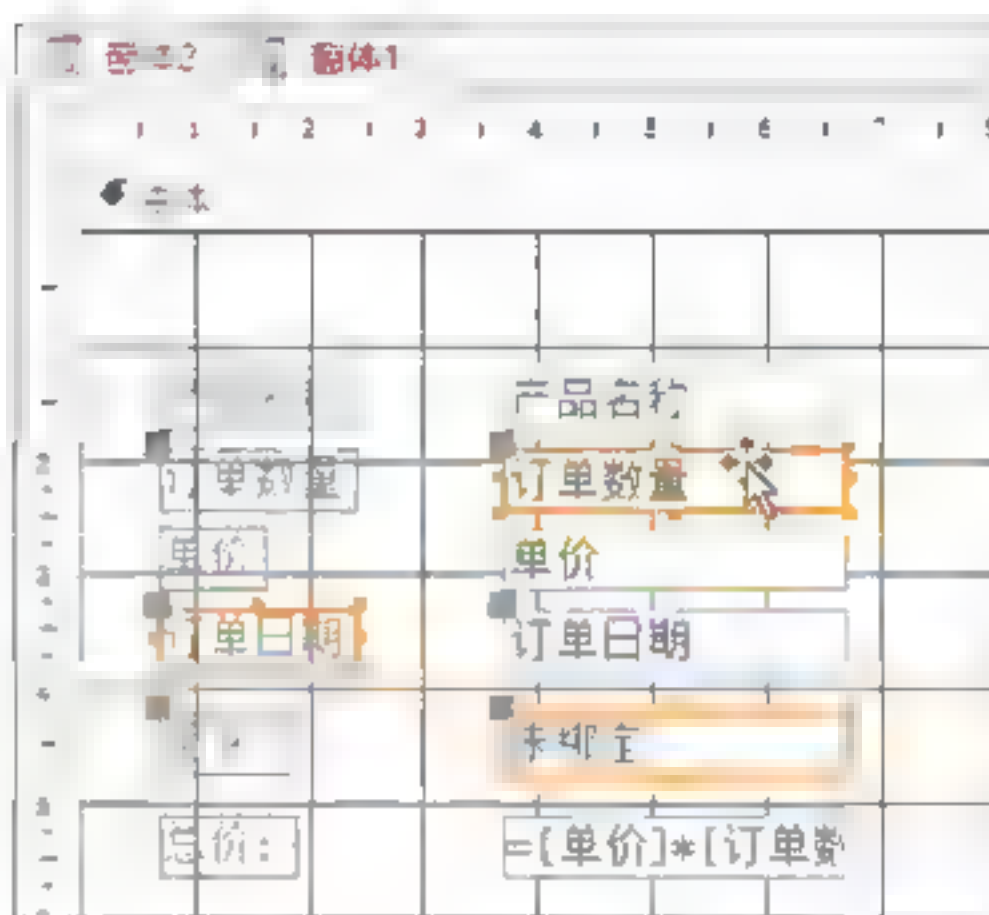 窗体1
1 2 3 4 5 6
主体
产品名称
订单数量 订单数量
单价 单价
订单日期 订单日期
未绑定
总价: =[单价]*[订单数